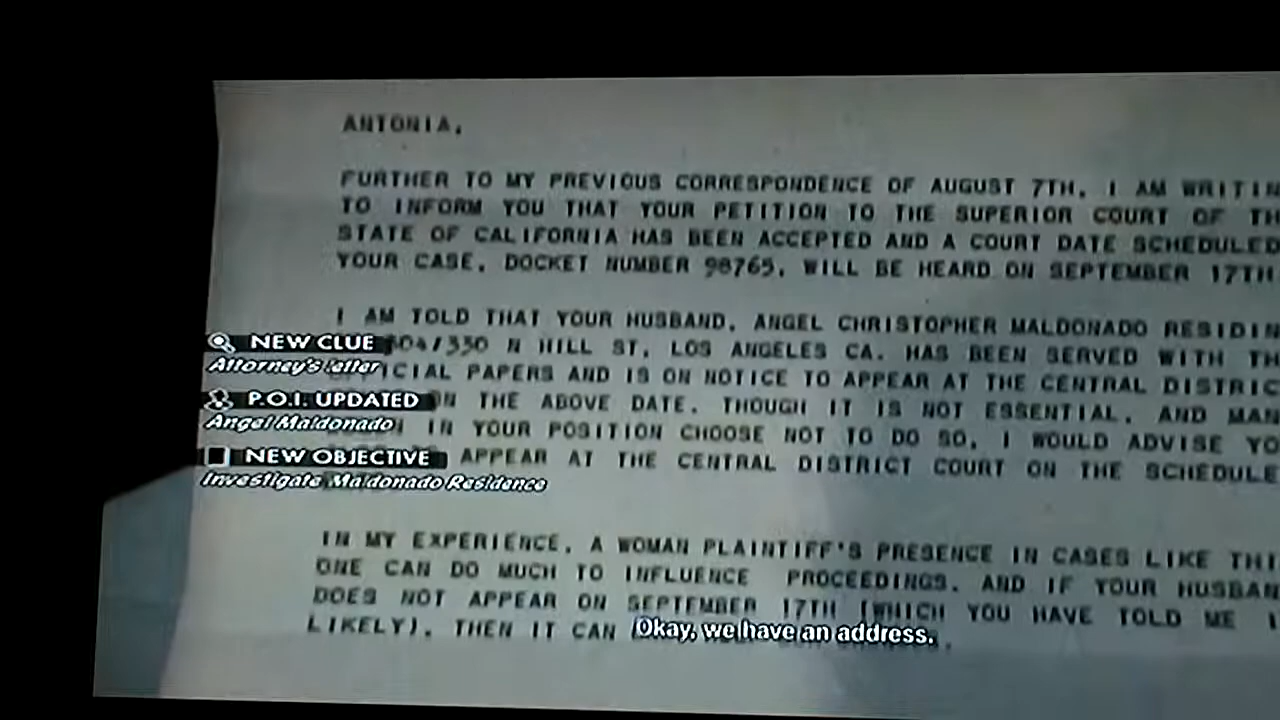 ANTONIA,
FURTHER TO MY PREVIOUS CORRESPONDENCE OF AUGUST 7TH, I AM WRITIN
TO INFORM YOU THAT YOUR PETITION TO THE SUPERIOR COURT OF TH
STATE OF CALIFORNIA HAS BEEN ACCEPTED AND A COURT DATE SCHEDULED
YOUR CASE, DOCKET NUMBER 98765, WILL BE HEARD ON SEPTEMBER 17TH
I AM TOLD THAT YOUR HUSBAND, ANGEL CHRISTOPHER MALDONADO RESIDIN
NEW CLUE
N HILL ST, LOS ANGELES CA. HAS BEEN SERVED WITH TH
Attorney's letter
PAPERS AND IS ON NOTICE TO APPEAR AT THE CENTRAL DISTRIC
P.O.I. UPDATED
THE ABOVE DATE. THOUGH IT IS NOT ESSENTIAL, AND MAN
Angel Maldonado
IN YOUR POSITION CHOOSE NOT TO DO SO, I WOULD ADVISE YO
NEW OBJECTIVE
APPEAR AT THE CENTRAL DISTRICT COURT ON THE SCHEDULE
Investigate Maldonado Residence
IN MY EXPERIENCE, A WOMAN PLAINTIFF'S PRESENCE IN CASES LIKE THI
ONE CAN DO MUCH TO INFLUENCE PROCEEDINGS. AND IF YOUR HUSBAN
DOES NOT APPEAR ON SEPTEMBER 17TH (WHICH YOU HAVE TOLD ME I
LIKELY), THEN IT CAN
Okay, we have an address.